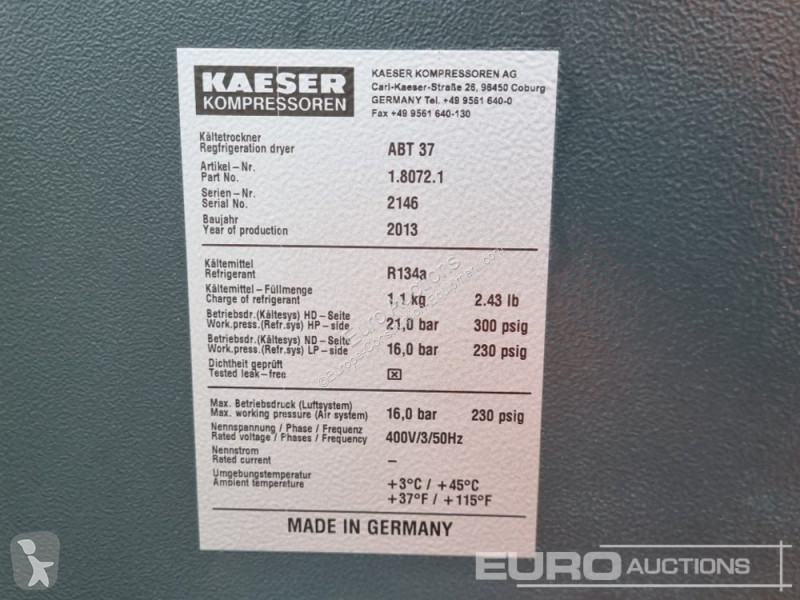 KAESER
KOMPRESSOREN
KAESER KOMPRESSOREN AG
Carl-Kaeser-Straße 26, 96450 Coburg
GERMANY Tel. +49 9561 640-0
Fax +49 9561 640-130
Kältetrockner
Regfrigeration dryer ABT 37
Artikel-Nr.
Part No. 1.8072.1
Serien-Nr.
Serial No. 2146
Baujahr
Year of production 2013
Kältemittel
Refrigerant R134a
Kältemittel-Füllmenge
Charge of refrigerant 1,1 kg 2.43 lb
Betriebsdr.(Kältesys) HD-Seite
Work.press.(Refr.sys) HP-side 21,0 bar 300 psig
Betriebsdr.(Kältesys) ND-Seite
Work.press.(Refr.sys) LP-side 16,0 bar 230 psig
Dichtheit geprüft
Tested leak-free ☒
Max. Betriebsdruck (Luftsystem)
Max. working pressure (Air system) 16,0 bar 230 psig
Nennspannung / Phase / Frequenz
Rated voltage / Phases / Frequency 400V/3/50Hz
Nennstrom
Rated current –
Umgebungstemperatur
Ambient temperature +3°C / +45°C
+37°F / +115°F
MADE IN GERMANY
EURO AUCTIONS